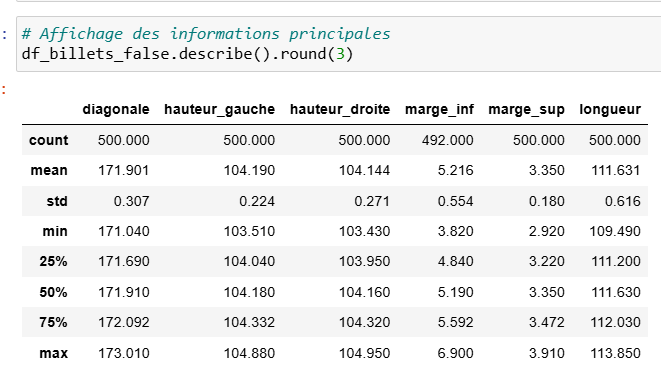 :
# Affichage des informations principales
df_billets_false.describe().round(3)
:
diagonale hauteur_gauche hauteur_droite marge_inf marge_sup longueur
count 500.000 500.000 500.000 492.000 500.000 500.000
mean 171.901 104.190 104.144 5.216 3.350 111.631
std 0.307 0.224 0.271 0.554 0.180 0.616
min 171.040 103.510 103.430 3.820 2.920 109.490
25% 171.690 104.040 103.950 4.840 3.220 111.200
50% 171.910 104.180 104.160 5.190 3.350 111.630
75% 172.092 104.332 104.320 5.592 3.472 112.030
max 173.010 104.880 104.950 6.900 3.910 113.850